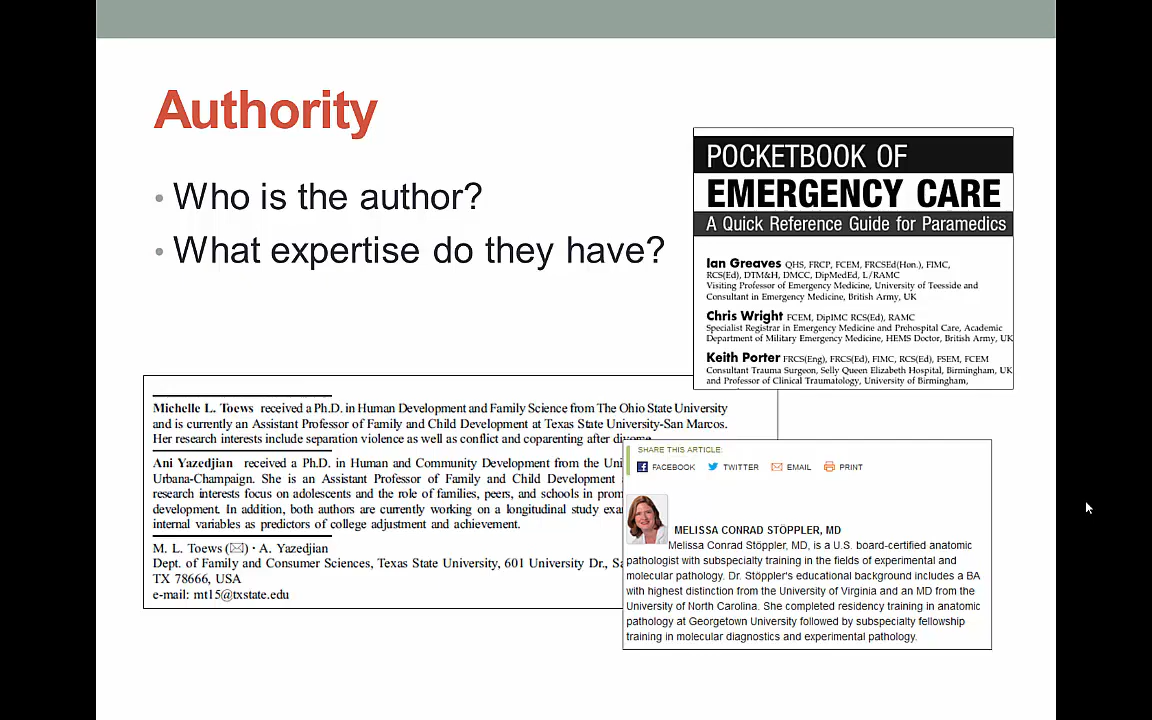 Authority
• Who is the author?
• What expertise do they have?
POCKETBOOK OF
EMERGENCY CARE
A Quick Reference Guide for Paramedics
Ian Greaves QHS, FRCP, FCEM, FRCSEd(Hon.), FIMC,
RCS(Ed), DTM&H, DMCC, DipMedEd, L/RAMC
Visiting Professor of Emergency Medicine, University of Teesside and
Consultant in Emergency Medicine, British Army, UK
Chris Wright FCEM, DipIMC RCS(Ed), RAMC
Specialist Registrar in Emergency Medicine and Prehospital Care, Academic
Department of Military Emergency Medicine, HEMS Doctor, British Army, UK
Keith Porter FRCS(Eng), FRCS(Ed), FIMC, RCS(Ed), FSEM, FCEM
Consultant Trauma Surgeon, Selly Queen Elizabeth Hospital, Birmingham, UK
and Professor of Clinical Traumatology, University of Birmingham,
Michelle L. Toews received a Ph.D. in Human Development and Family Science from The Ohio State University
and is currently an Assistant Professor of Family and Child Development at Texas State University-San Marcos.
Her research interests include separation violence as well as conflict and coparenting after divorce.
Ani Yazedjian received a Ph.D. in Human and Community Development from the Uni
Urbana-Champaign. She is an Assistant Professor of Family and Child Development
research interests focus on adolescents and the role of families, peers, and schools in prom
development. In addition, both authors are currently working on a longitudinal study exa
internal variables as predictors of college adjustment and achievement.
M. L. Toews (✉) · A. Yazedjian
Dept. of Family and Consumer Sciences, Texas State University, 601 University Dr., Sa
TX 78666, USA
e-mail: mt15@txstate.edu
SHARE THIS ARTICLE:
FACEBOOK TWITTER EMAIL PRINT
MELISSA CONRAD STÖPPLER, MD
Melissa Conrad Stöppler, MD, is a U.S. board-certified anatomic
pathologist with subspecialty training in the fields of experimental and
molecular pathology. Dr. Stöppler's educational background includes a BA
with highest distinction from the University of Virginia and an MD from the
University of North Carolina. She completed residency training in anatomic
pathology at Georgetown University followed by subspecialty fellowship
training in molecular diagnostics and experimental pathology.